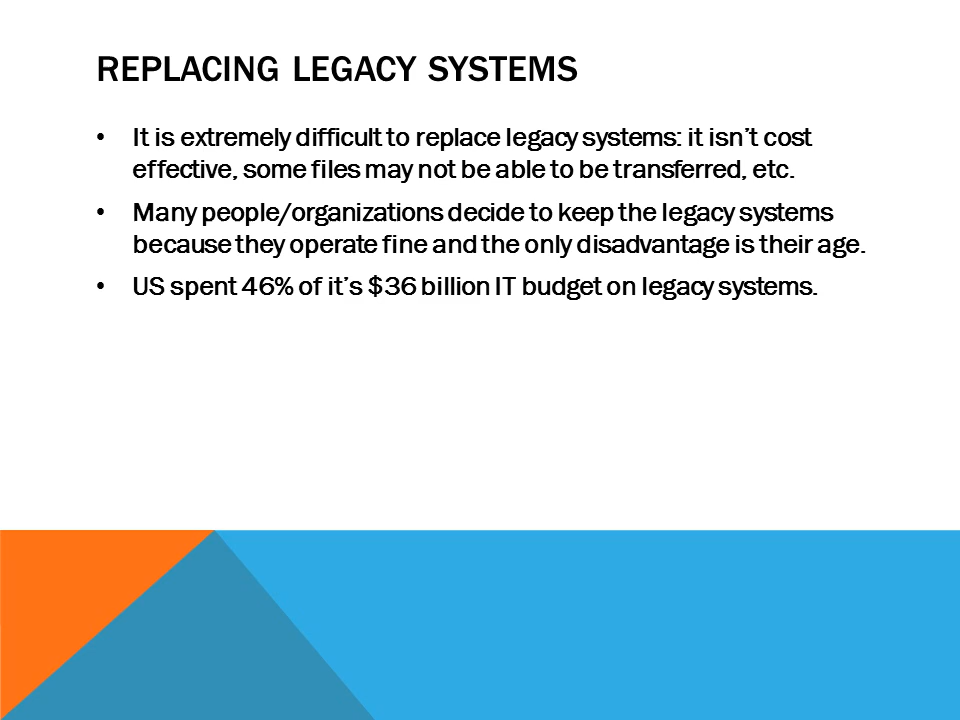 REPLACING LEGACY SYSTEMS
• It is extremely difficult to replace legacy systems: it isn’t cost
effective, some files may not be able to be transferred, etc.
• Many people/organizations decide to keep the legacy systems
because they operate fine and the only disadvantage is their age.
• US spent 46% of it’s $36 billion IT budget on legacy systems.